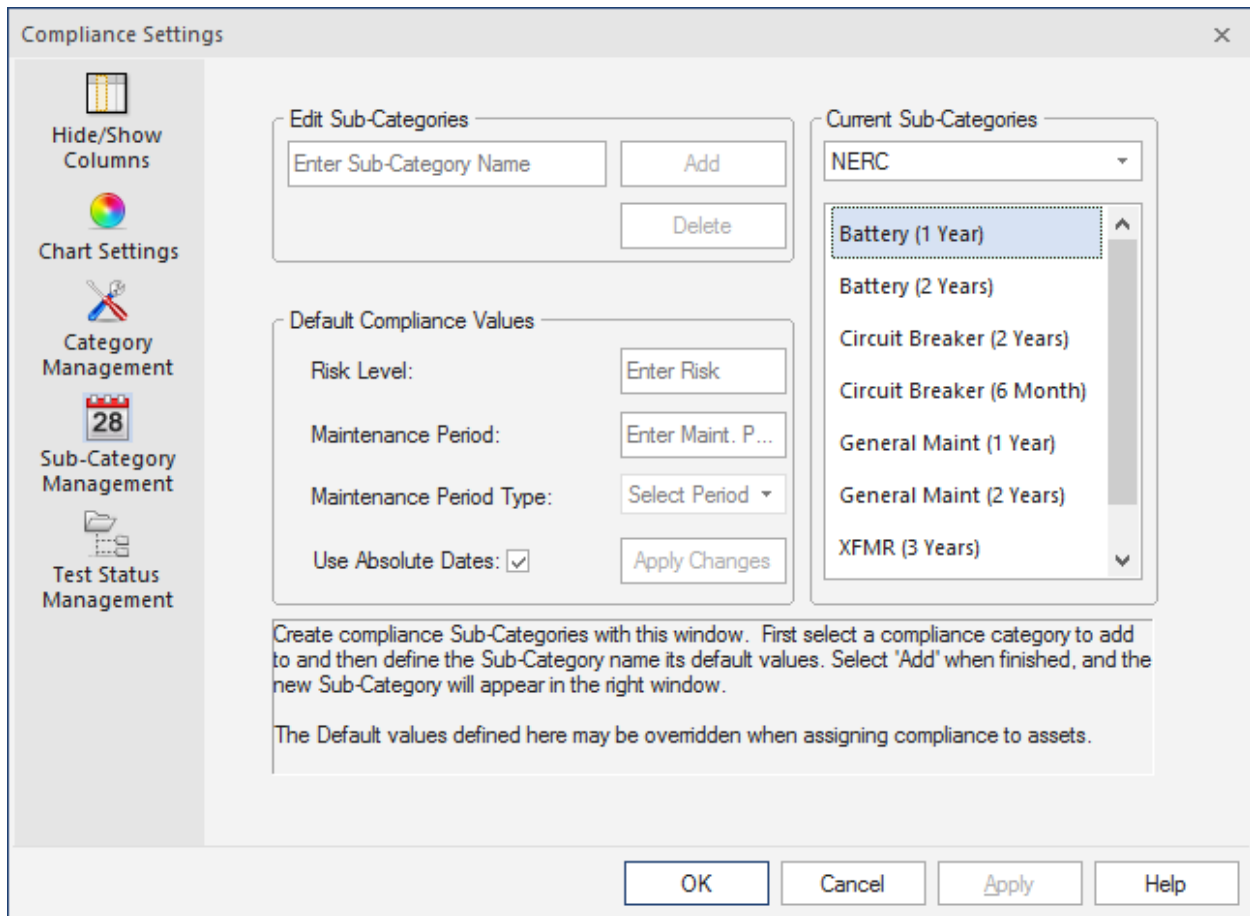 Compliance Settings
Hide/Show
Columns
Chart Settings
Category
Management
28
Sub-Category
Management
Test Status
Management
Edit Sub-Categories
Enter Sub-Category Name
Add
Delete
Default Compliance Values
Risk Level:
Enter Risk
Maintenance Period:
Enter Maint. P...
Maintenance Period Type:
Select Period
Use Absolute Dates:
Apply Changes
Current Sub-Categories
NERC
Battery (1 Year)
Battery (2 Years)
Circuit Breaker (2 Years)
Circuit Breaker (6 Month)
General Maint (1 Year)
General Maint (2 Years)
XFMR (3 Years)
Create compliance Sub-Categories with this window.  First select a compliance category to add
to and then define the Sub-Category name its default values. Select 'Add' when finished, and the
new Sub-Category will appear in the right window.
The Default values defined here may be overridden when assigning compliance to assets.
OK
Cancel
Apply
Help